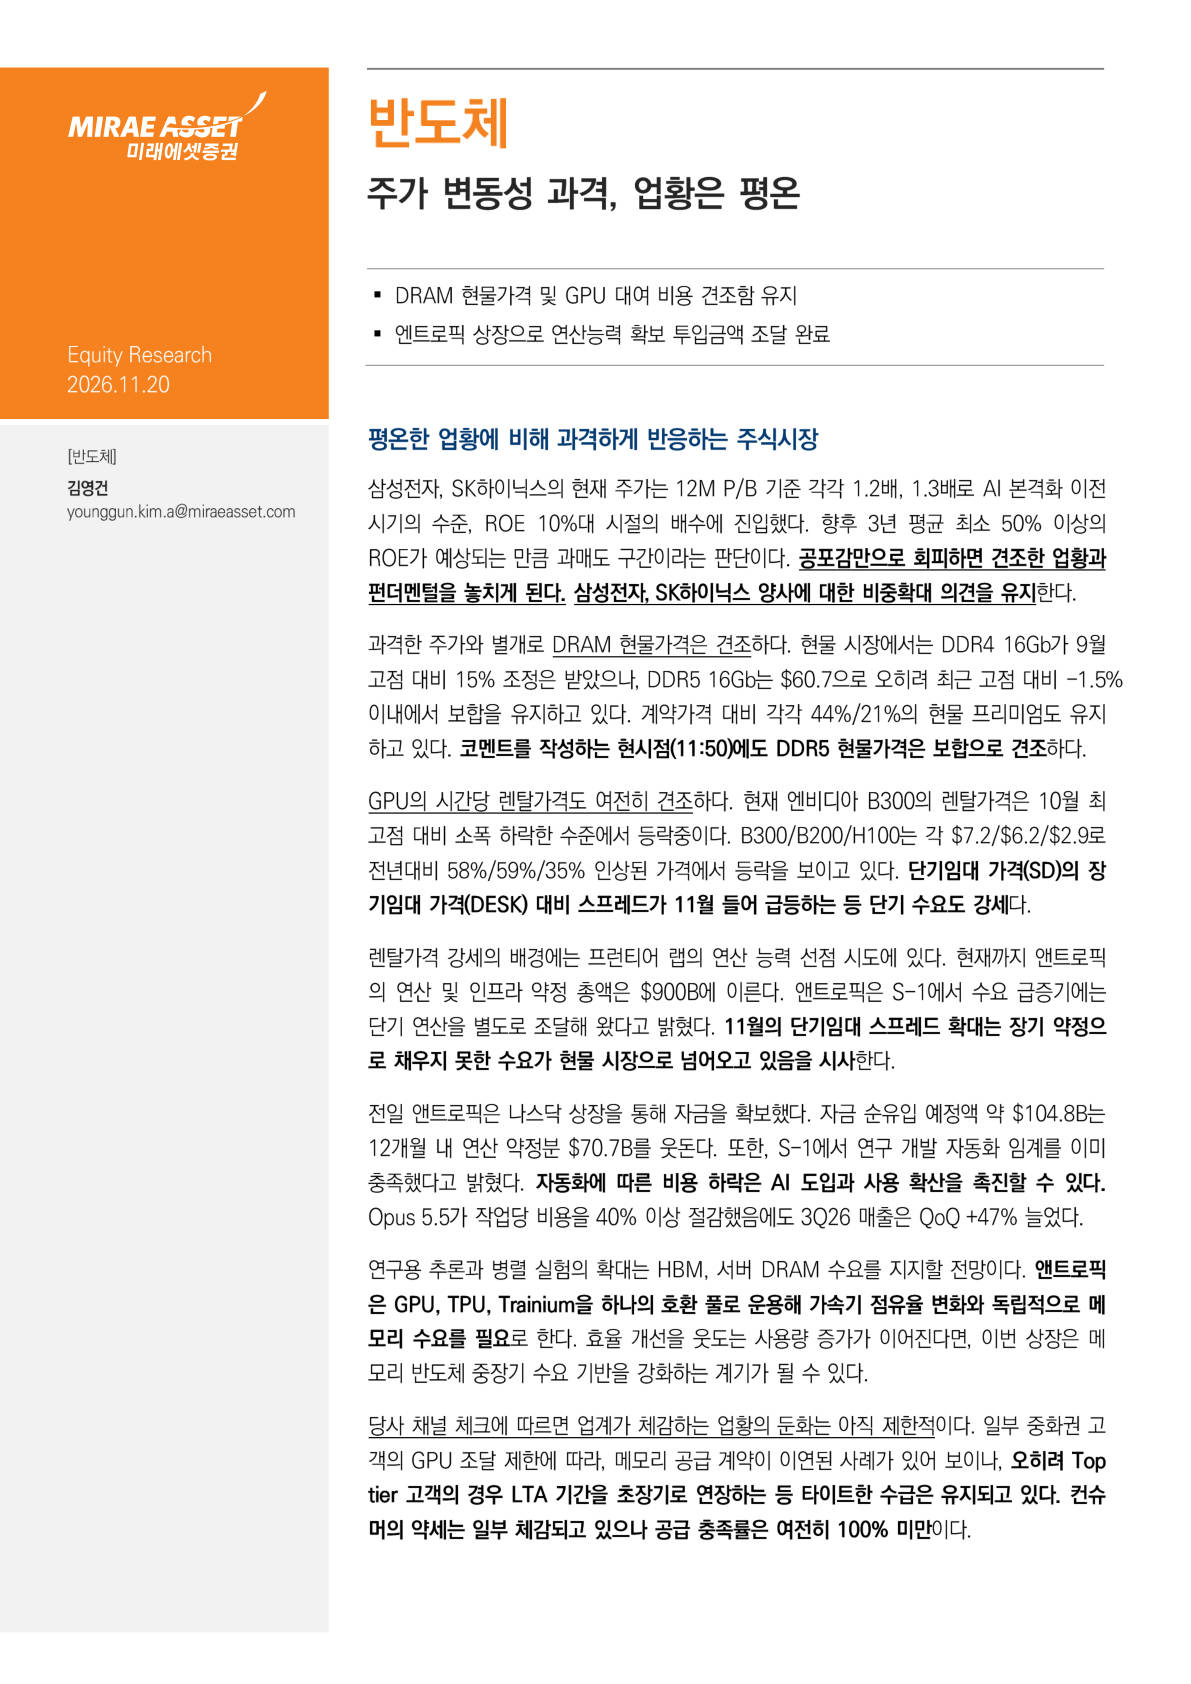 MIRAE ASSET
미래에셋증권
Equity Research
2026.11.20
[반도체]
김영건
younggun.kim.a@miraeasset.com
반도체
주가 변동성 과격, 업황은 평온
▪ DRAM 현물가격 및 GPU 대여 비용 견조함 유지
▪ 엔트로픽 상장으로 연산능력 확보 투입금액 조달 완료
평온한 업황에 비해 과격하게 반응하는 주식시장
삼성전자, SK하이닉스의 현재 주가는 12M P/B 기준 각각 1.2배, 1.3배로 AI 본격화 이전
시기의 수준, ROE 10%대 시절의 배수에 진입했다. 향후 3년 평균 최소 50% 이상의
ROE가 예상되는 만큼 과매도 구간이라는 판단이다. 공포감만으로 회피하면 견조한 업황과
펀더멘털을 놓치게 된다. 삼성전자, SK하이닉스 양사에 대한 비중확대 의견을 유지한다.
과격한 주가와 별개로 DRAM 현물가격은 견조하다. 현물 시장에서는 DDR4 16Gb가 9월
고점 대비 15% 조정은 받았으나, DDR5 16Gb는 $60.7으로 오히려 최근 고점 대비 -1.5%
이내에서 보합을 유지하고 있다. 계약가격 대비 각각 44%/21%의 현물 프리미엄도 유지
하고 있다. 코멘트를 작성하는 현시점(11:50)에도 DDR5 현물가격은 보합으로 견조하다.
GPU의 시간당 렌탈가격도 여전히 견조하다. 현재 엔비디아 B300의 렌탈가격은 10월 최
고점 대비 소폭 하락한 수준에서 등락중이다. B300/B200/H100는 각 $7.2/$6.2/$2.9로
전년대비 58%/59%/35% 인상된 가격에서 등락을 보이고 있다. 단기임대 가격(SD)의 장
기임대 가격(DESK) 대비 스프레드가 11월 들어 급등하는 등 단기 수요도 강세다.
렌탈가격 강세의 배경에는 프런티어 랩의 연산 능력 선점 시도에 있다. 현재까지 앤트로픽
의 연산 및 인프라 약정 총액은 $900B에 이른다. 앤트로픽은 S-1에서 수요 급증기에는
단기 연산을 별도로 조달해 왔다고 밝혔다. 11월의 단기임대 스프레드 확대는 장기 약정으
로 채우지 못한 수요가 현물 시장으로 넘어오고 있음을 시사한다.
전일 앤트로픽은 나스닥 상장을 통해 자금을 확보했다. 자금 순유입 예정액 약 $104.8B는
12개월 내 연산 약정분 $70.7B를 웃돈다. 또한, S-1에서 연구 개발 자동화 임계를 이미
충족했다고 밝혔다. 자동화에 따른 비용 하락은 AI 도입과 사용 확산을 촉진할 수 있다.
Opus 5.5가 작업당 비용을 40% 이상 절감했음에도 3Q26 매출은 QoQ +47% 늘었다.
연구용 추론과 병렬 실험의 확대는 HBM, 서버 DRAM 수요를 지지할 전망이다. 앤트로픽
은 GPU, TPU, Trainium을 하나의 호환 풀로 운용해 가속기 점유율 변화와 독립적으로 메
모리 수요를 필요로 한다. 효율 개선을 웃도는 사용량 증가가 이어진다면, 이번 상장은 메
모리 반도체 중장기 수요 기반을 강화하는 계기가 될 수 있다.
당사 채널 체크에 따르면 업계가 체감하는 업황의 둔화는 아직 제한적이다. 일부 중화권 고
객의 GPU 조달 제한에 따라, 메모리 공급 계약이 이연된 사례가 있어 보이나, 오히려 Top
tier 고객의 경우 LTA 기간을 초장기로 연장하는 등 타이트한 수급은 유지되고 있다. 컨슈
머의 약세는 일부 체감되고 있으나 공급 충족률은 여전히 100% 미만이다.